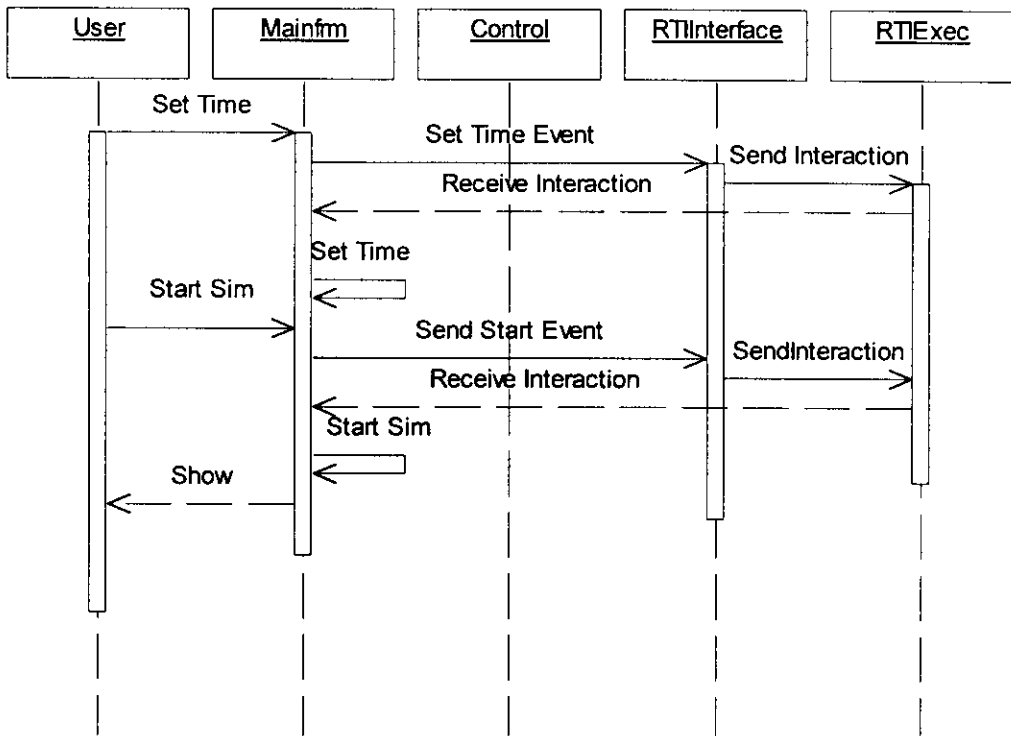 User
Mainfrm
Control
RTIInterface
RTIExec
Set Time
Set Time Event
Send Interaction
Receive Interaction
Set Time
Start Sim
Send Start Event
SendInteraction
Receive Interaction
Start Sim
Show